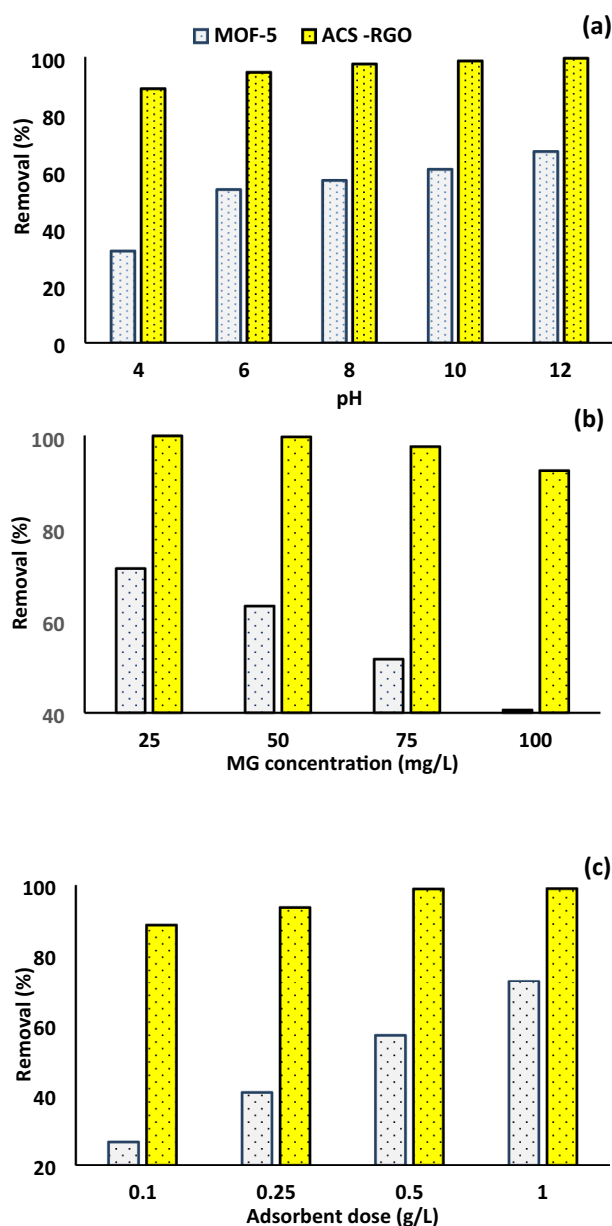 (a)
MOF-5 ACS -RGO
100
80
60
40
20
0
Removal (%)
4 6 8 10 12
pH
(b)
100
80
60
40
Removal (%)
25 50 75 100
MG concentration (mg/L)
(c)
100
80
60
40
20
Removal (%)
0.1 0.25 0.5 1
Adsorbent dose (g/L)